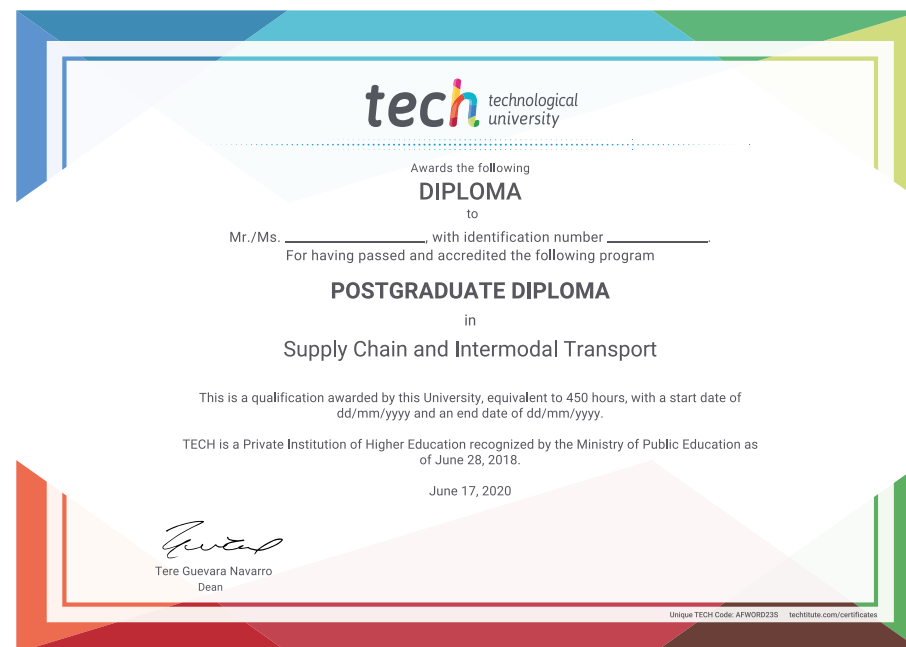 tech technological
university
Awards the following
DIPLOMA
to
Mr./Ms. ____________________, with identification number ______________.
For having passed and accredited the following program
POSTGRADUATE DIPLOMA
in
Supply Chain and Intermodal Transport
This is a qualification awarded by this University, equivalent to 450 hours, with a start date of
dd/mm/yyyy and an end date of dd/mm/yyyy.
TECH is a Private Institution of Higher Education recognized by the Ministry of Public Education as
of June 28, 2018.
June 17, 2020
Tere Guevara Navarro
Dean
Unique TECH Code: AFWORD23S techtitute.com/certificates